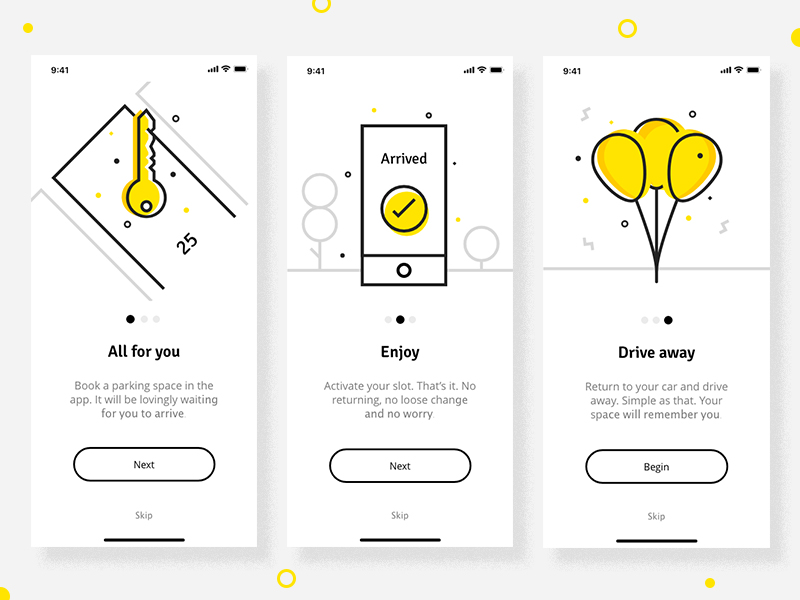 9:41
25
All for you
Book a parking space in the
app. It will be lovingly waiting
for you to arrive.
Next
Skip
9:41
Arrived
Enjoy
Activate your slot. That's it. No
returning, no loose change
and no worry
Next
Skip
9:41
Drive away
Return to your car and drive
away. Simple as that. Your
space will remember you.
Begin
Skip